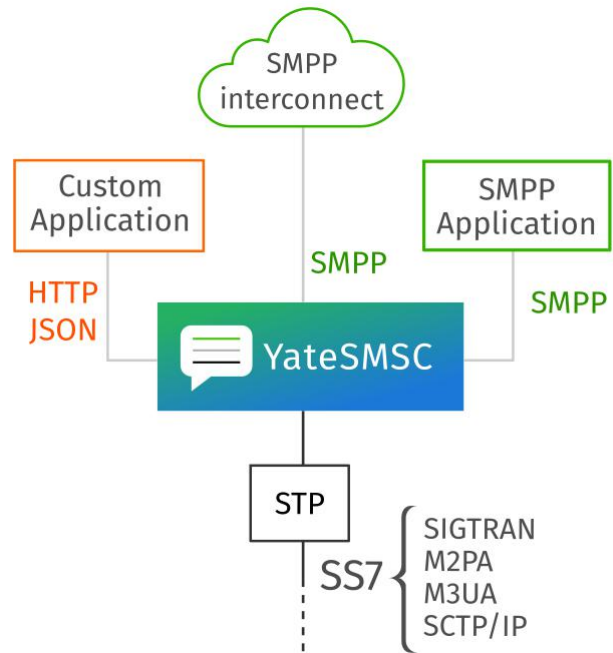 SMPP
interconnect
Custom
Application
SMPP
Application
SMPP
HTTP
JSON
SMPP
YateSMSC
STP
SS7
SIGTRAN
M2PA
M3UA
SCTP/IP